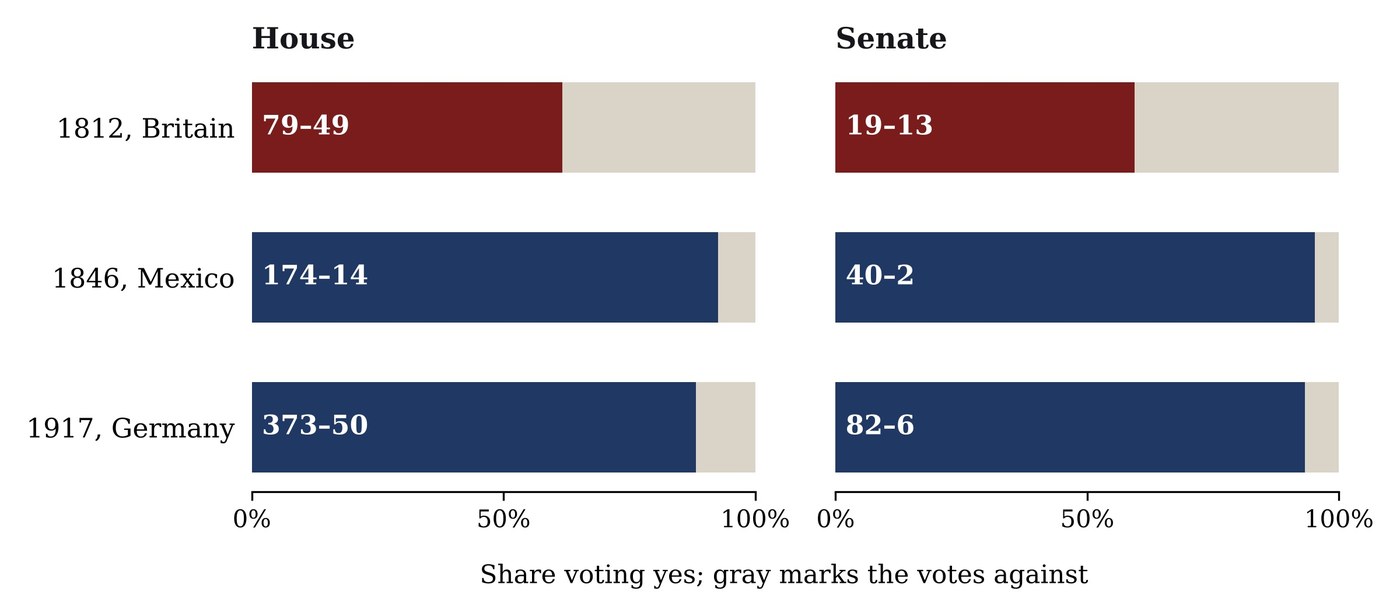 House Senate
1812, Britain 79–49 19–13
1846, Mexico 174–14 40–2
1917, Germany 373–50 82–6
0% 50% 100% 0% 50% 100%
Share voting yes; gray marks the votes against